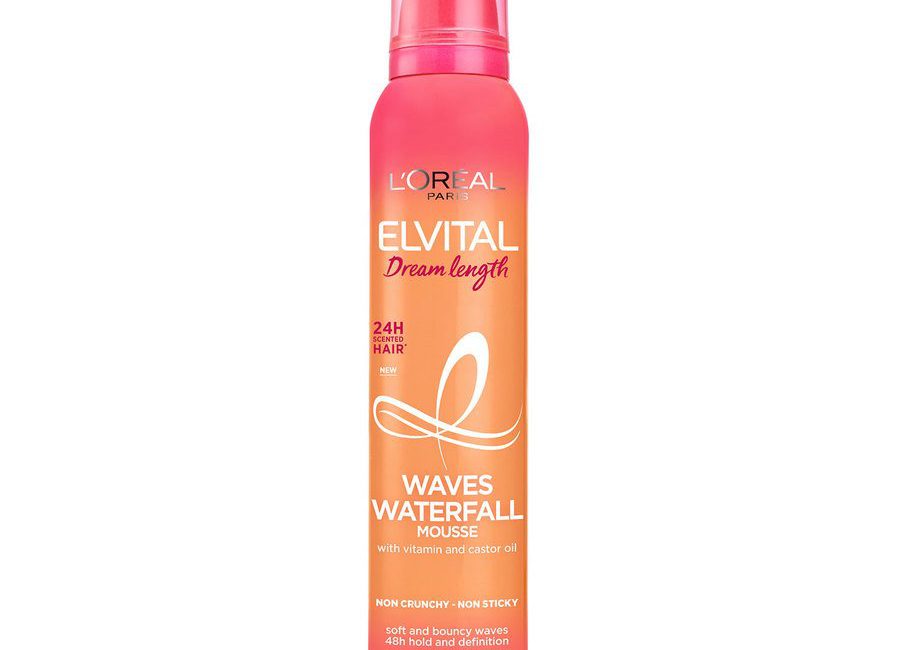 L'ORÉAL
PARIS
ELVITAL
Dream length
24H
SCENTED
HAIR*
NEW
WAVES
WATERFALL
MOUSSE
with vitamin and castor oil
NON CRUNCHY - NON STICKY
soft and bouncy waves
48h hold and definition